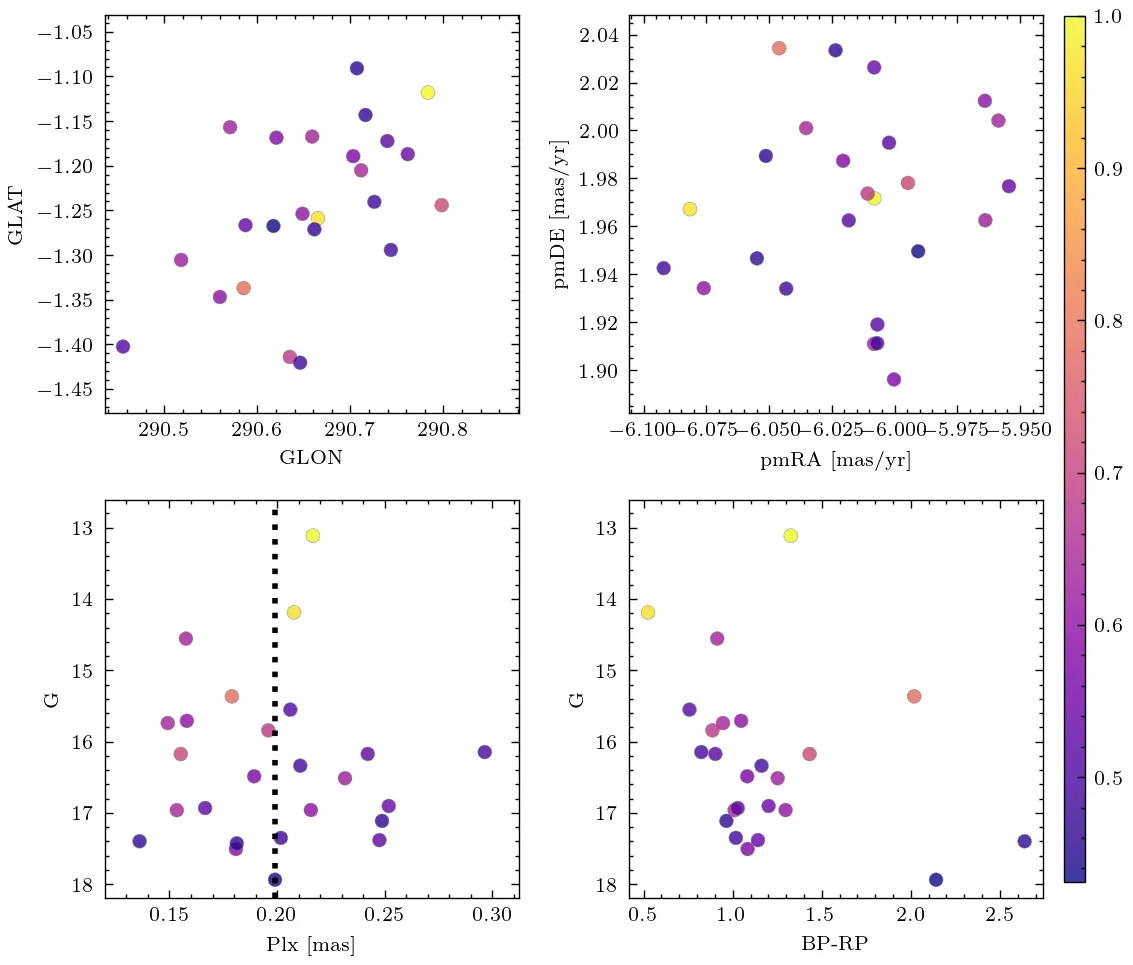 −1.05
−1.10
−1.15
−1.20
−1.25
−1.30
−1.35
−1.40
−1.45
GLAT
290.5 290.6 290.7 290.8
GLON
2.04
2.02
2.00
1.98
1.96
1.94
1.92
1.90
pmDE [mas/yr]
−6.100 −6.075 −6.050 −6.025 −6.000 −5.975 −5.950
pmRA [mas/yr]
13
14
15
16
17
18
G
0.15 0.20 0.25 0.30
Plx [mas]
13
14
15
16
17
18
G
0.5 1.0 1.5 2.0 2.5
BP-RP
1.0
0.9
0.8
0.7
0.6
0.5